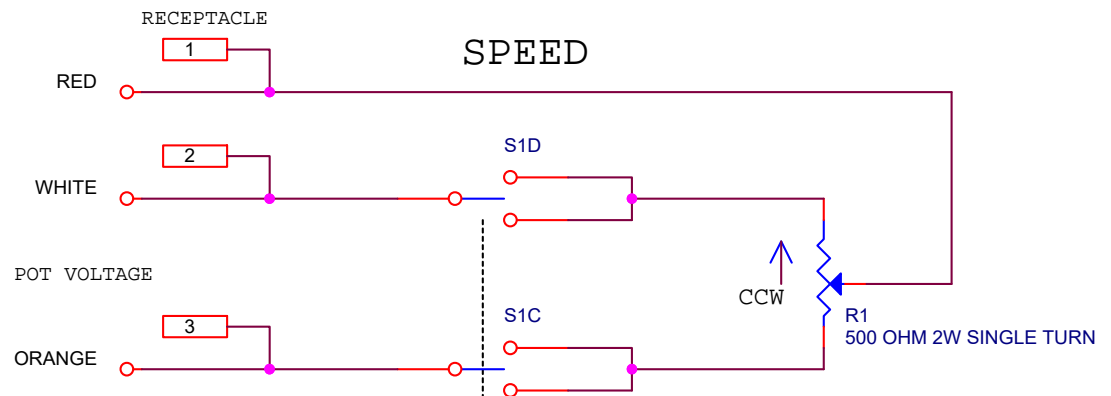 RECEPTACLE
1
SPEED
RED
2
S1D
WHITE
POT VOLTAGE
CCW
3
S1C
R1
500 OHM 2W SINGLE TURN
ORANGE